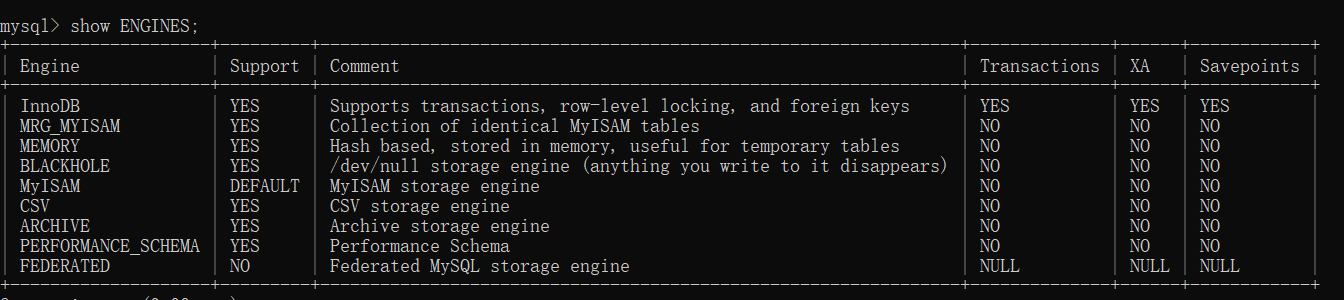 mysql> show ENGINES;
Engine Support Comment Transactions XA Savepoints
InnoDB YES Supports transactions, row-level locking, and foreign keys YES YES YES
MRG_MYISAM YES Collection of identical MyISAM tables NO NO NO
MEMORY YES Hash based, stored in memory, useful for temporary tables NO NO NO
BLACKHOLE YES /dev/null storage engine (anything you write to it disappears) NO NO NO
MyISAM DEFAULT MyISAM storage engine NO NO NO
CSV YES CSV storage engine NO NO NO
ARCHIVE YES Archive storage engine NO NO NO
PERFORMANCE_SCHEMA YES Performance Schema NO NO NO
FEDERATED NO Federated MySQL storage engine NULL NULL NULL